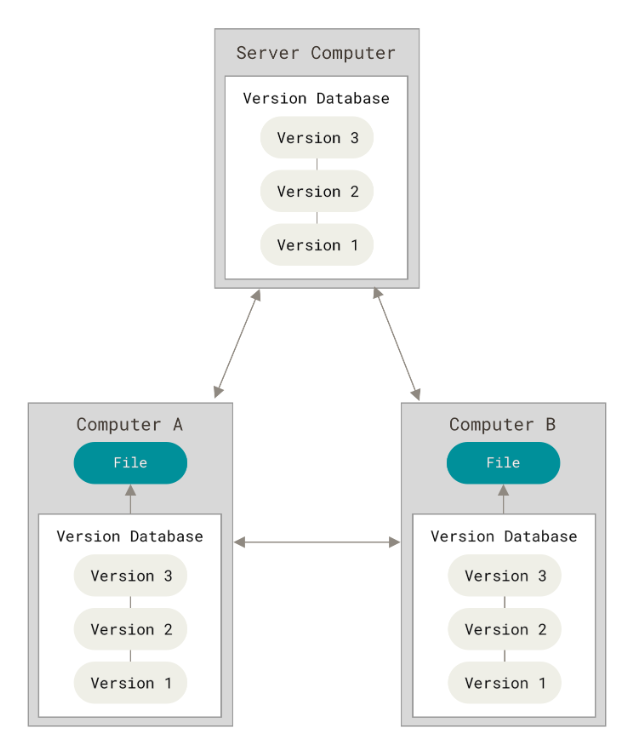 Server Computer
Version Database
Version 3
Version 2
Version 1
Computer A
File
Version Database
Version 3
Version 2
Version 1
Computer B
File
Version Database
Version 3
Version 2
Version 1